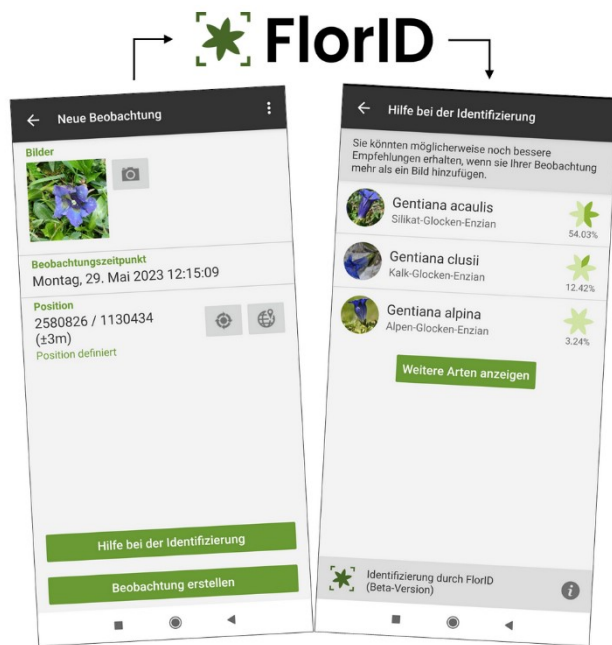 FlorID
Neue Beobachtung
Bilder
Beobachtungszeitpunkt
Montag, 29. Mai 2023 12:15:09
Position
2580826 / 1130434
(±3m)
Position definiert
Hilfe bei der Identifizierung
Beobachtung erstellen
Hilfe bei der Identifizierung
Sie könnten möglicherweise noch bessere
Empfehlungen erhalten, wenn sie Ihrer Beobachtung
mehr als ein Bild hinzufügen.
Gentiana acaulis
Silikat-Glocken-Enzian
54.03%
Gentiana clusii
Kalk-Glocken-Enzian
12.42%
Gentiana alpina
Alpen-Glocken-Enzian
3.24%
Weitere Arten anzeigen
Identifizierung durch FlorID
(Beta-Version)